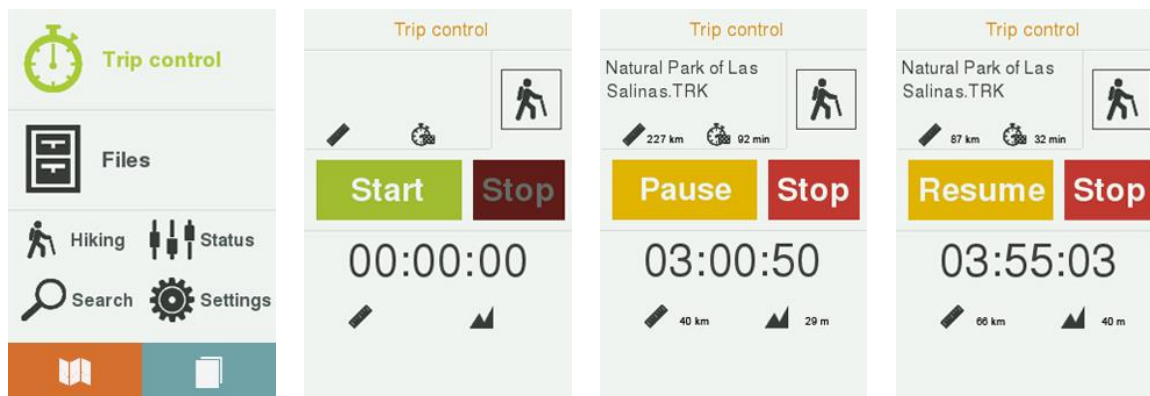 Trip control
Files
Hiking
Status
Search
Settings
Trip control
Start
Stop
00:00:00
Trip control
Natural Park of Las
Salinas.TRK
227 km
92 min
Pause
Stop
03:00:50
40 km
29 m
Trip control
Natural Park of Las
Salinas.TRK
87 km
32 min
Resume
Stop
03:55:03
66 km
40 m